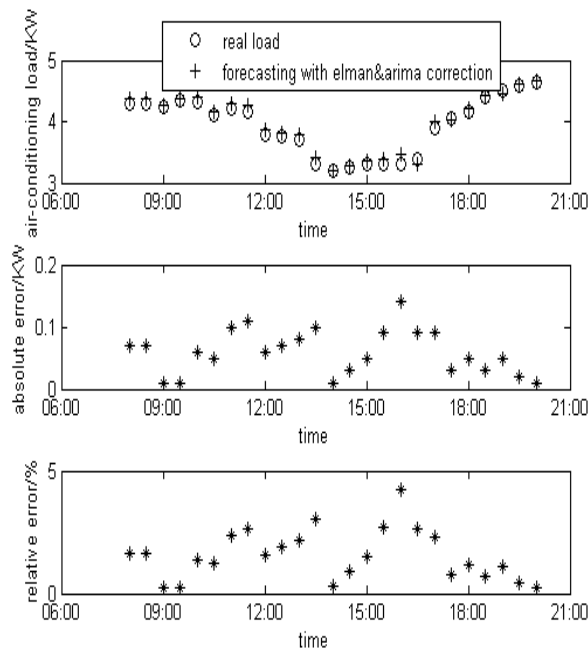 real load
forecasting with elman&arima correction
air-conditioning load/KW
5
4
3
06:00 09:00 12:00 15:00 18:00 21:00
time
absolute error/KW
0.2
0.1
0
06:00 09:00 12:00 15:00 18:00 21:00
time
relative error/%
5
0
06:00 09:00 12:00 15:00 18:00 21:00
time